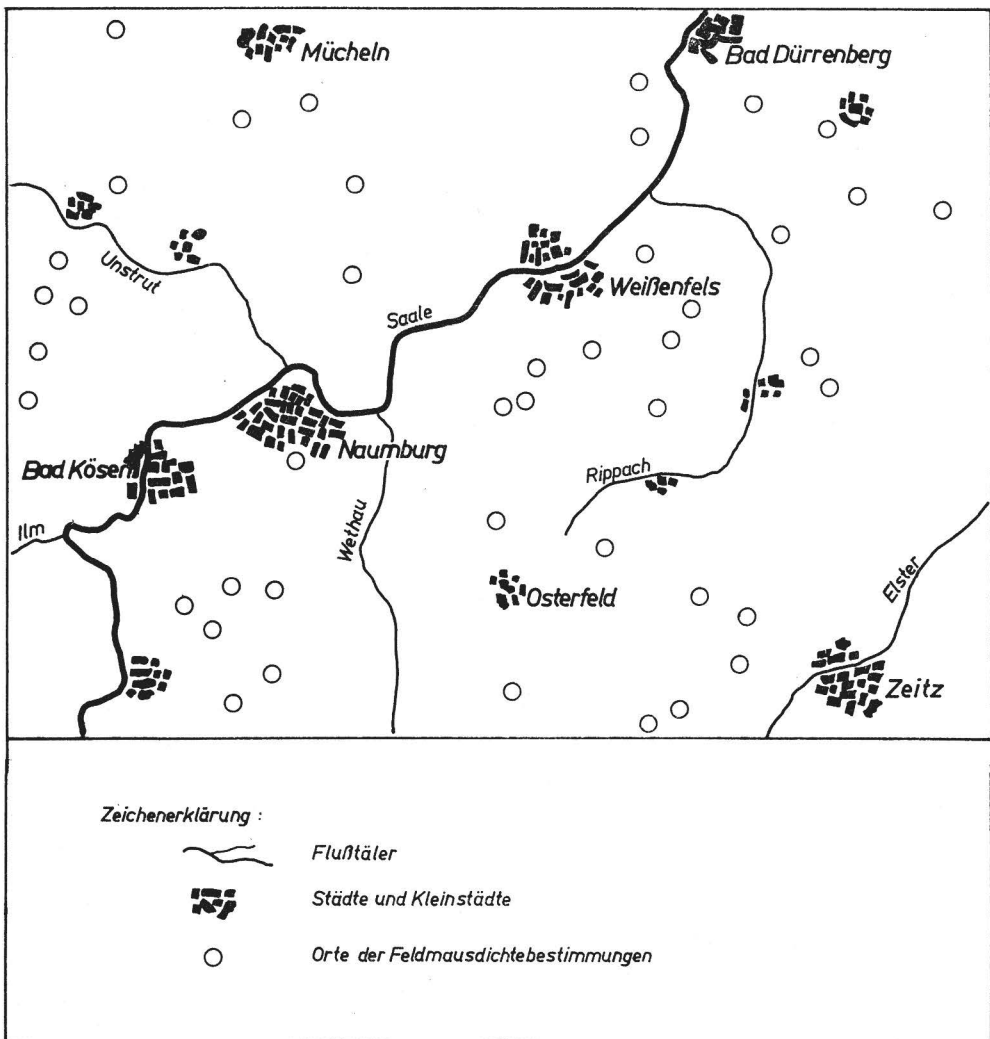 Mücheln
Bad Dürrenberg
Unstrut
Saale
Weißenfels
Naumburg
Bad Kösen
Rippach
Ilm
Wethau
Osterfeld
Elster
Zeitz
Zeichenerklärung :
Flußtäler
Städte und Kleinstädte
Orte der Feldmausdichtebestimmungen